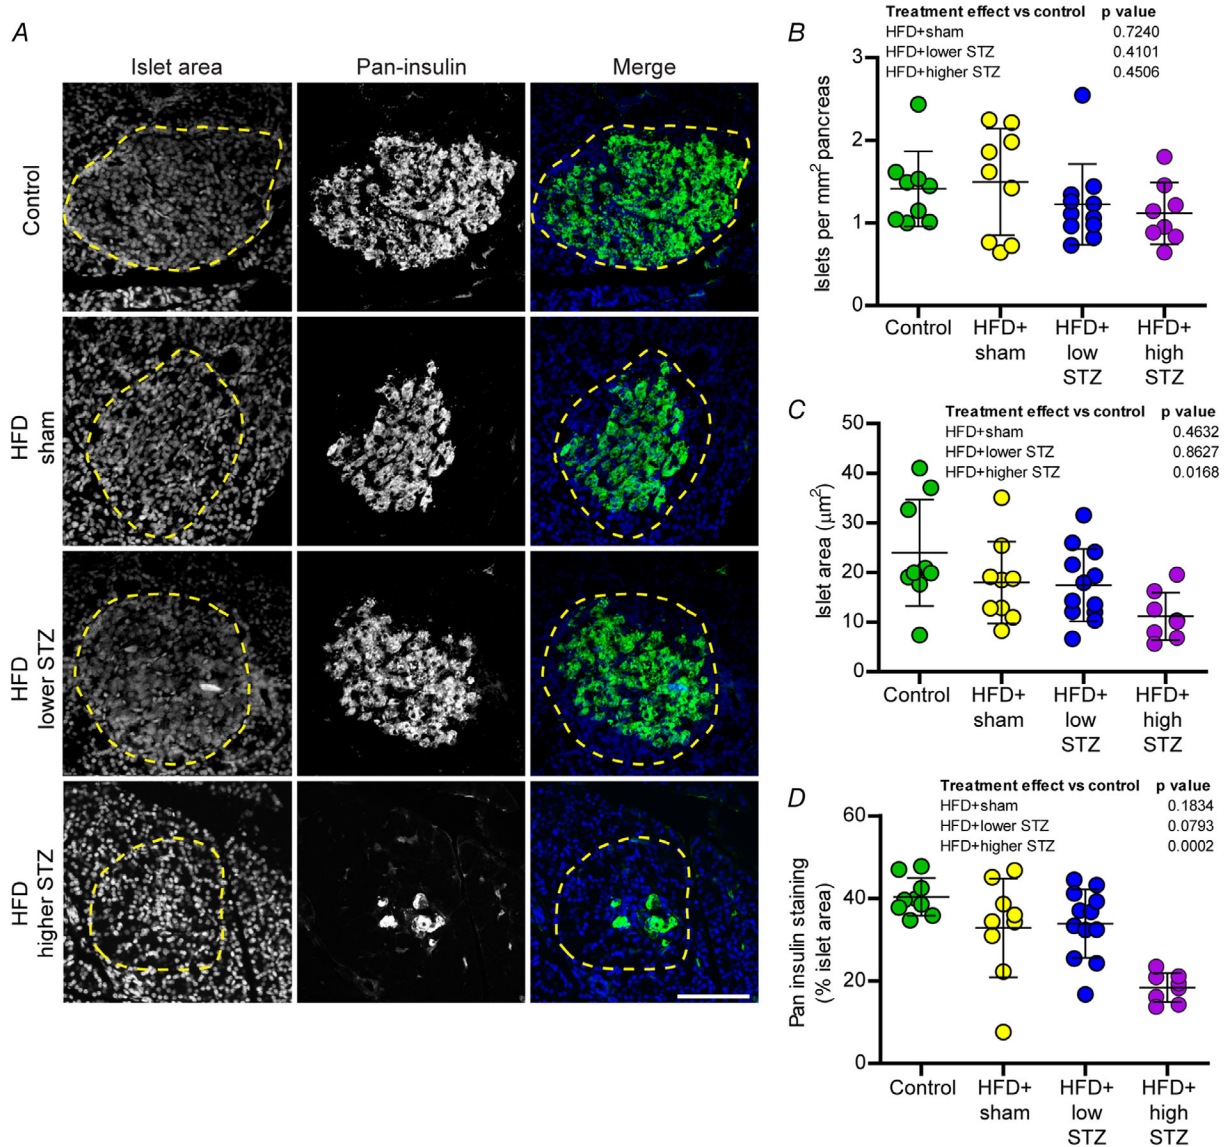 A
Islet area
Pan-insulin
Merge
Control
HFD
sham
HFD
lower STZ
HFD
higher STZ
B
Treatment effect vs control p value
HFD+sham 0.7240
HFD+lower STZ 0.4101
HFD+higher STZ 0.4506
Islets per mm² pancreas
3
2
1
0
Control
HFD+
sham
HFD+
low
STZ
HFD+
high
STZ
C
Treatment effect vs control p value
HFD+sham 0.4632
HFD+lower STZ 0.8627
HFD+higher STZ 0.0168
Islet area (μm²)
50
40
30
20
10
0
Control
HFD+
sham
HFD+
low
STZ
HFD+
high
STZ
D
Treatment effect vs control p value
HFD+sham 0.1834
HFD+lower STZ 0.0793
HFD+higher STZ 0.0002
Pan insulin staining
(% islet area)
60
40
20
0
Control
HFD+
sham
HFD+
low
STZ
HFD+
high
STZ